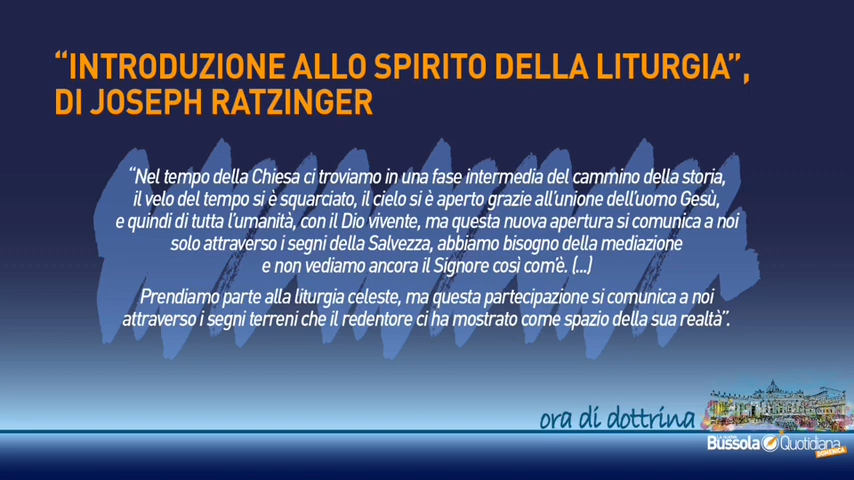 “INTRODUZIONE ALLO SPIRITO DELLA LITURGIA”,
DI JOSEPH RATZINGER
“Nel tempo della Chiesa ci troviamo in una fase intermedia del cammino della storia,
il velo del tempo si è squarciato, il cielo si è aperto grazie all’unione dell’uomo Gesù,
e quindi di tutta l’umanità, con il Dio vivente, ma questa nuova apertura si comunica a noi
solo attraverso i segni della Salvezza, abbiamo bisogno della mediazione
e non vediamo ancora il Signore così com’è. (...)
Prendiamo parte alla liturgia celeste, ma questa partecipazione si comunica a noi
attraverso i segni terreni che il redentore ci ha mostrato come spazio della sua realtà”.
ora di dottrina
Bussola Quotidiana
DOMENICA